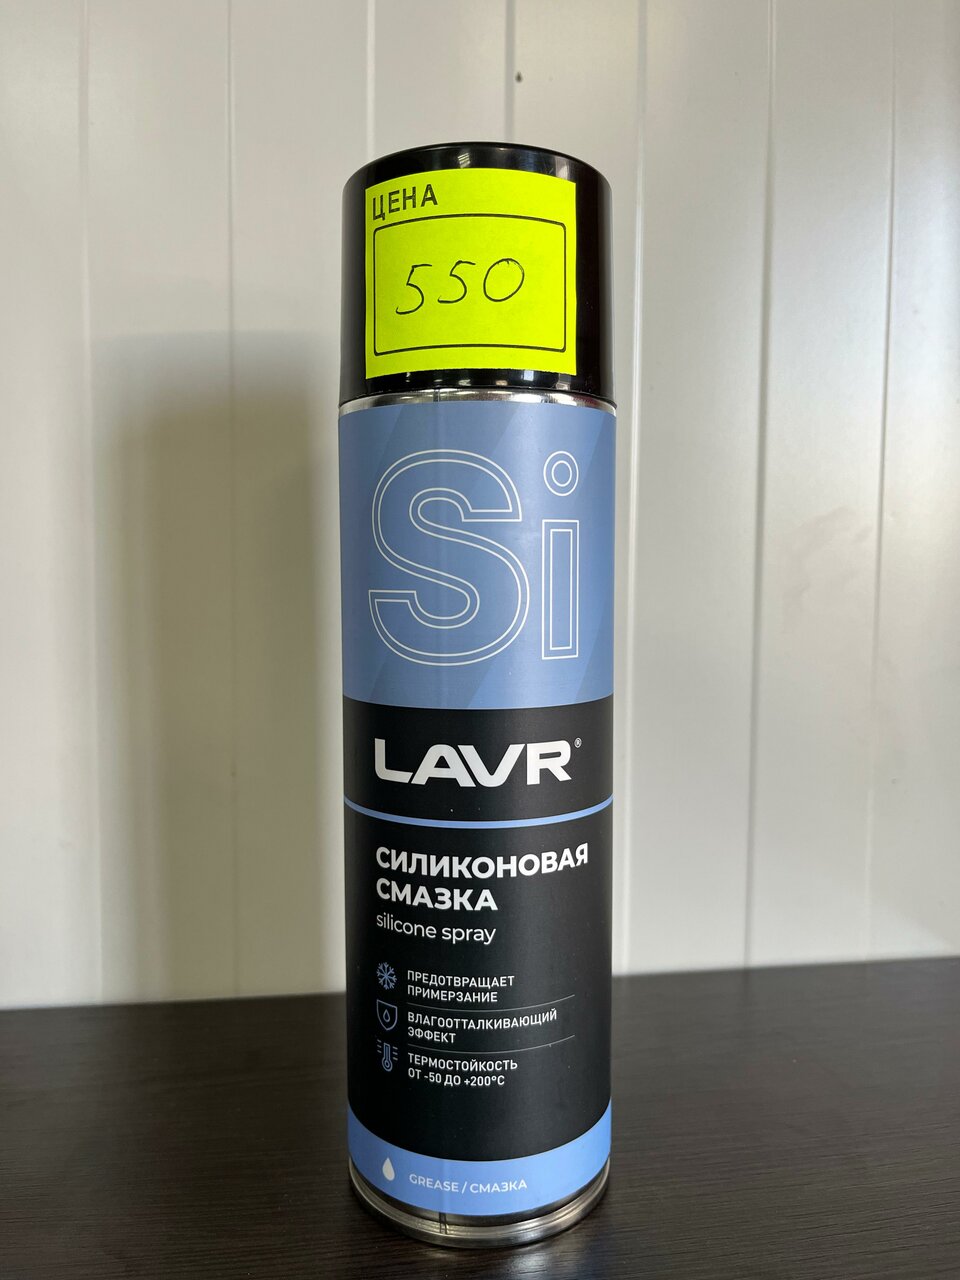 ЦЕНА
550
Si
LAVR®
СИЛИКОНОВАЯ
СМАЗКА
silicone spray
ПРЕДОТВРАЩАЕТ
ПРИМЕРЗАНИЕ
ВЛАГООТТАЛКИВАЮЩИЙ
ЭФФЕКТ
ТЕРМОСТОЙКОСТЬ
ОТ -50 ДО +200°С
GREASE / СМАЗКА